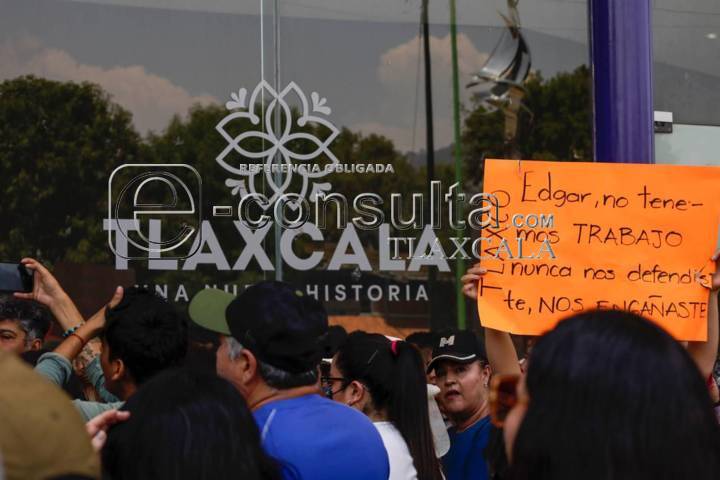 REFERENCIA OBLIGADA
e-consulta
.COM
TLAXCALA
TLAXCALA
UNA NUEVA HISTORIA
Edgar, no tene-
mos TRABAJO
nunca nos defendis-
te, NOS ENGAÑASTE
M